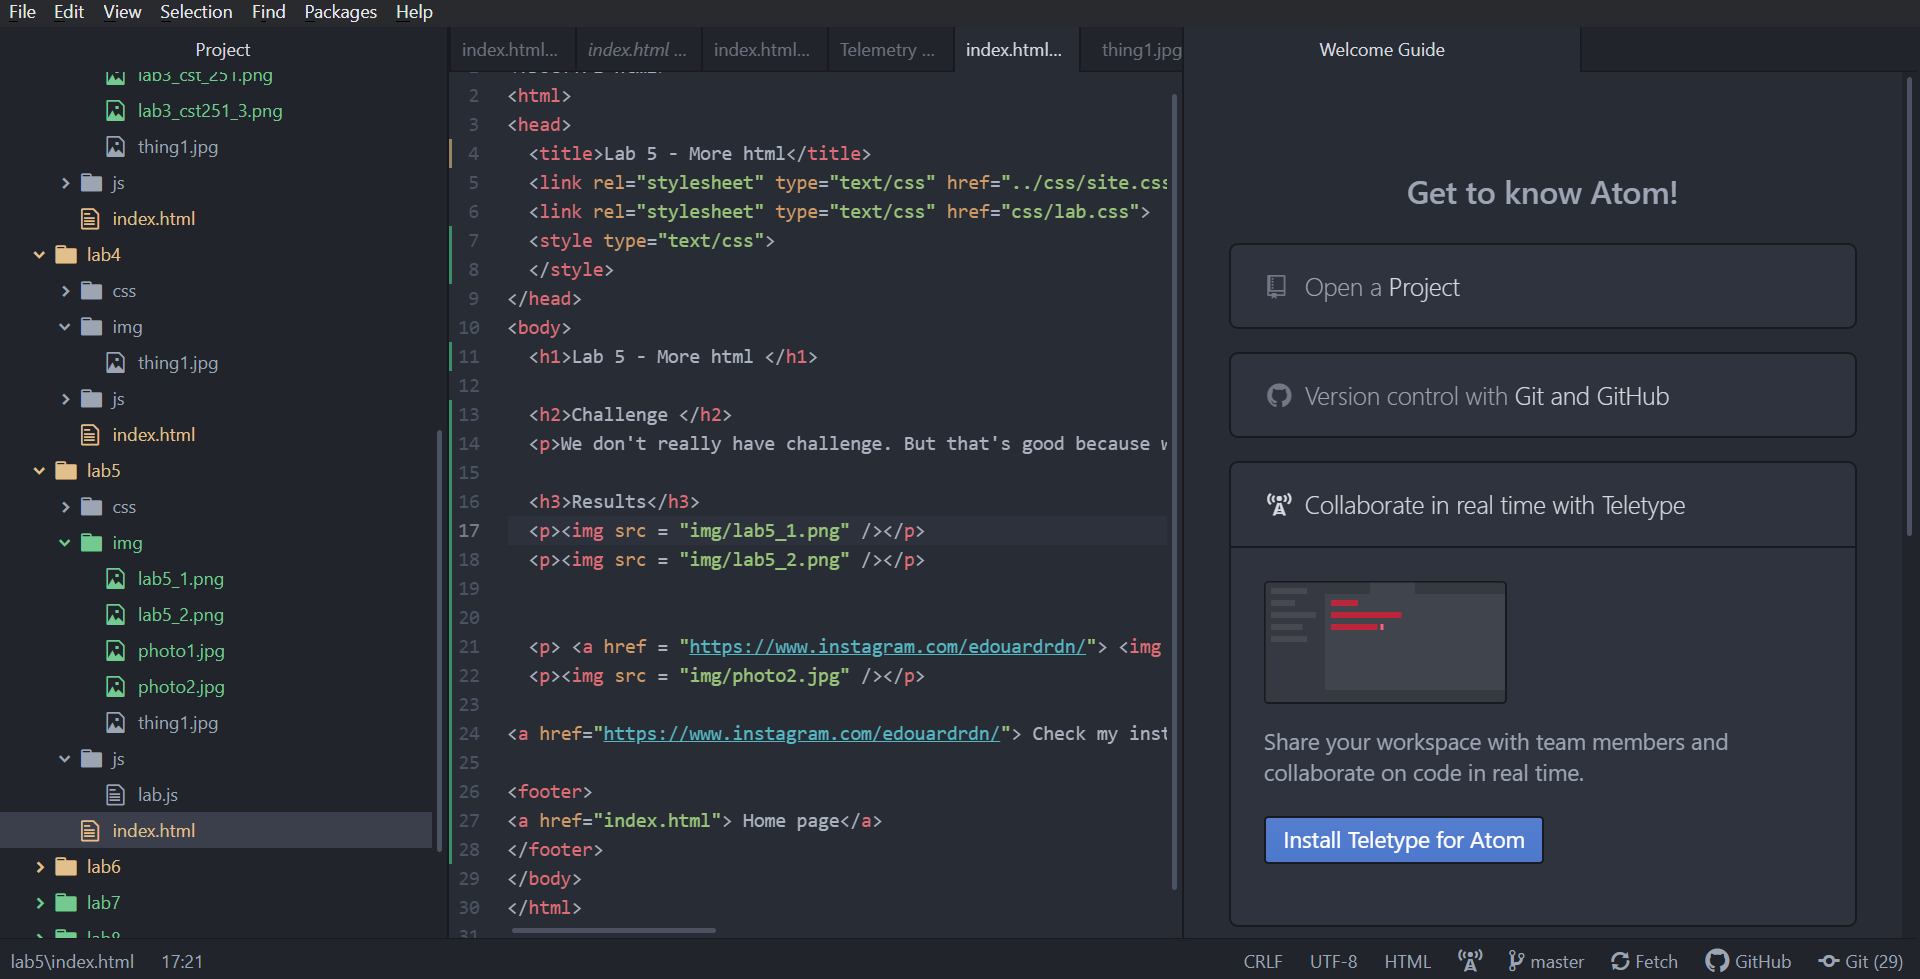 File Edit View Selection Find Packages Help
Project
lab3_cst_251.png
lab3_cst251_3.png
thing1.jpg
js
index.html
lab4
css
img
thing1.jpg
js
index.html
lab5
css
img
lab5_1.png
lab5_2.png
photo1.jpg
photo2.jpg
thing1.jpg
js
lab.js
index.html
lab6
lab7
lab8
index.html... index.html ... index.html... Telemetry ... index.html... thing1.jpg
2 <html>
3 <head>
4 <title>Lab 5 - More html</title>
5 <link rel="stylesheet" type="text/css" href="../css/site.css
6 <link rel="stylesheet" type="text/css" href="css/lab.css">
7 <style type="text/css">
8 </style>
9 </head>
10 <body>
11 <h1>Lab 5 - More html </h1>
12
13 <h2>Challenge </h2>
14 <p>We don't really have challenge. But that's good because w
15
16 <h3>Results</h3>
17 <p><img src = "img/lab5_1.png" /></p>
18 <p><img src = "img/lab5_2.png" /></p>
19
20
21 <p> <a href = "https://www.instagram.com/edouardrdn/"> <img
22 <p><img src = "img/photo2.jpg" /></p>
23
24 <a href="https://www.instagram.com/edouardrdn/"> Check my inst
25
26 <footer>
27 <a href="index.html"> Home page</a>
28 </footer>
29 </body>
30 </html>
31
Welcome Guide
Get to know Atom!
Open a Project
Version control with Git and GitHub
Collaborate in real time with Teletype
Share your workspace with team members and
collaborate on code in real time.
Install Teletype for Atom
lab5\index.html 17:21 CRLF UTF-8 HTML master Fetch GitHub Git (29)